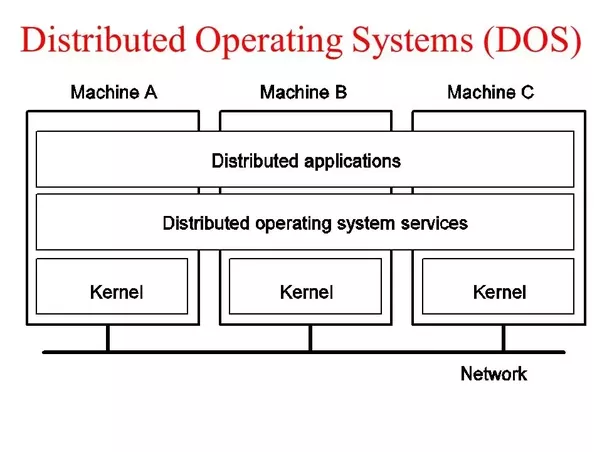 Distributed Operating Systems (DOS)
Machine A Machine B Machine C
Distributed applications
Distributed operating system services
Kernel Kernel Kernel
Network